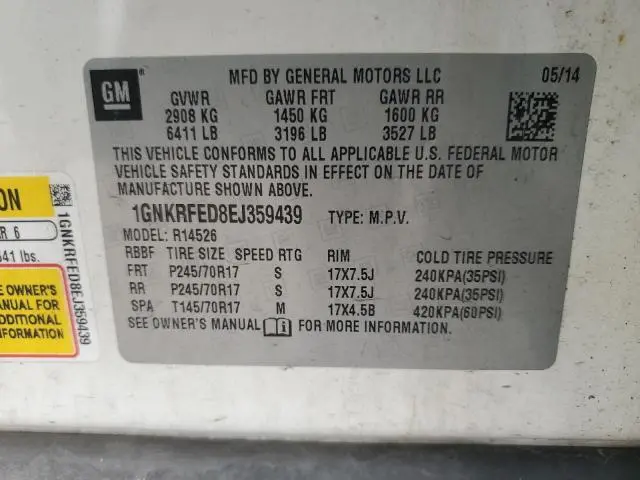 GM
MFD BY GENERAL MOTORS LLC 05/14
GVWR GAWR FRT GAWR RR
2908 KG 1450 KG 1600 KG
6411 LB 3196 LB 3527 LB
THIS VEHICLE CONFORMS TO ALL APPLICABLE U.S. FEDERAL MOTOR
VEHICLE SAFETY STANDARDS IN EFFECT ON THE DATE OF
MANUFACTURE SHOWN ABOVE.
1GNKRFED8EJ359439 TYPE: M.P.V.
MODEL: R14526
RBBF TIRE SIZE SPEED RTG RIM COLD TIRE PRESSURE
FRT P245/70R17 S 17X7.5J 240KPA(35PSI)
RR P245/70R17 S 17X7.5J 240KPA(35PSI)
SPA T145/70R17 M 17X4.5B 420KPA(60PSI)
SEE OWNER'S MANUAL FOR MORE INFORMATION.
ON
R 6
41 lbs.
OWNER'S
MANUAL FOR
ADDITIONAL
INFORMATION
1GNKRFED8EJ359439